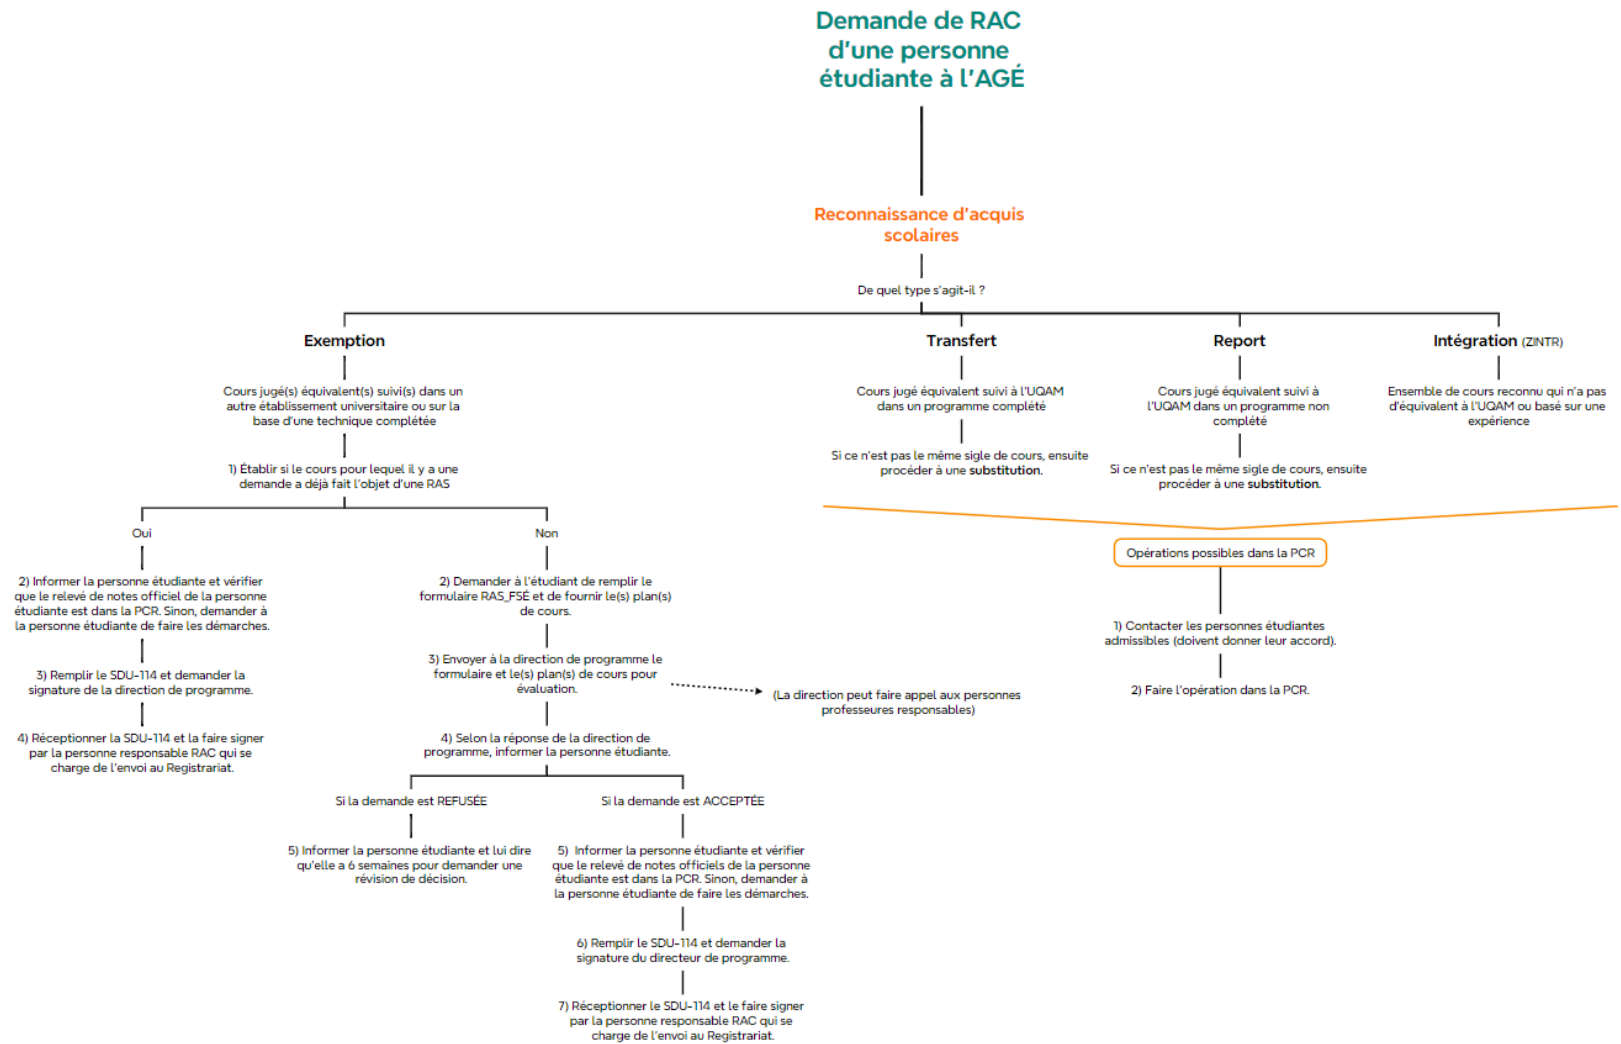 Demande de RAC
d'une personne
étudiante à l'AGÉ
Reconnaissance d'acquis
scolaires
De quel type s'agit-il ?
Exemption
Cours jugé(s) équivalent(s) suivi(s) dans un
autre établissement universitaire ou sur la
base d'une technique complétée
1) Établir si le cours pour lequel il y a une
demande a déjà fait l'objet d'une RAS
Oui
2) Informer la personne étudiante et vérifier
que le relevé de notes officiel de la personne
étudiante est dans la PCR. Sinon, demander à
la personne étudiante de faire les démarches.
3) Remplir le SDU-114 et demander la
signature de la direction de programme.
4) Réceptionner la SDU-114 et la faire signer
par la personne responsable RAC qui se
charge de l'envoi au Registrariat.
Non
2) Demander à l'étudiant de remplir le
formulaire RAS_FSÉ et de fournir le(s) plan(s)
de cours.
3) Envoyer à la direction de programme le
formulaire et le(s) plan(s) de cours pour
évaluation.
(La direction peut faire appel aux personnes
professeures responsables)
4) Selon la réponse de la direction de
programme, informer la personne étudiante.
Si la demande est REFUSÉE
5) Informer la personne étudiante et lui dire
qu'elle a 6 semaines pour demander une
révision de décision.
Si la demande est ACCEPTÉE
5) Informer la personne étudiante et vérifier
que le relevé de notes officiels de la personne
étudiante est dans la PCR. Sinon, demander à
la personne étudiante de faire les démarches.
6) Remplir le SDU-114 et demander la
signature du directeur de programme.
7) Réceptionner le SDU-114 et le faire signer
par la personne responsable RAC qui se
charge de l'envoi au Registrariat.
Transfert
Cours jugé équivalent suivi à l'UQAM
dans un programme complété
Si ce n'est pas le même sigle de cours, ensuite
procéder à une substitution.
Report
Cours jugé équivalent suivi à
l'UQAM dans un programme non
complété
Si ce n'est pas le même sigle de cours, ensuite
procéder à une substitution.
Intégration (ZINTR)
Ensemble de cours reconnu qui n'a pas
d'équivalent à l'UQAM ou basé sur une
expérience
Opérations possibles dans la PCR
1) Contacter les personnes étudiantes
admissibles (doivent donner leur accord).
2) Faire l'opération dans la PCR.